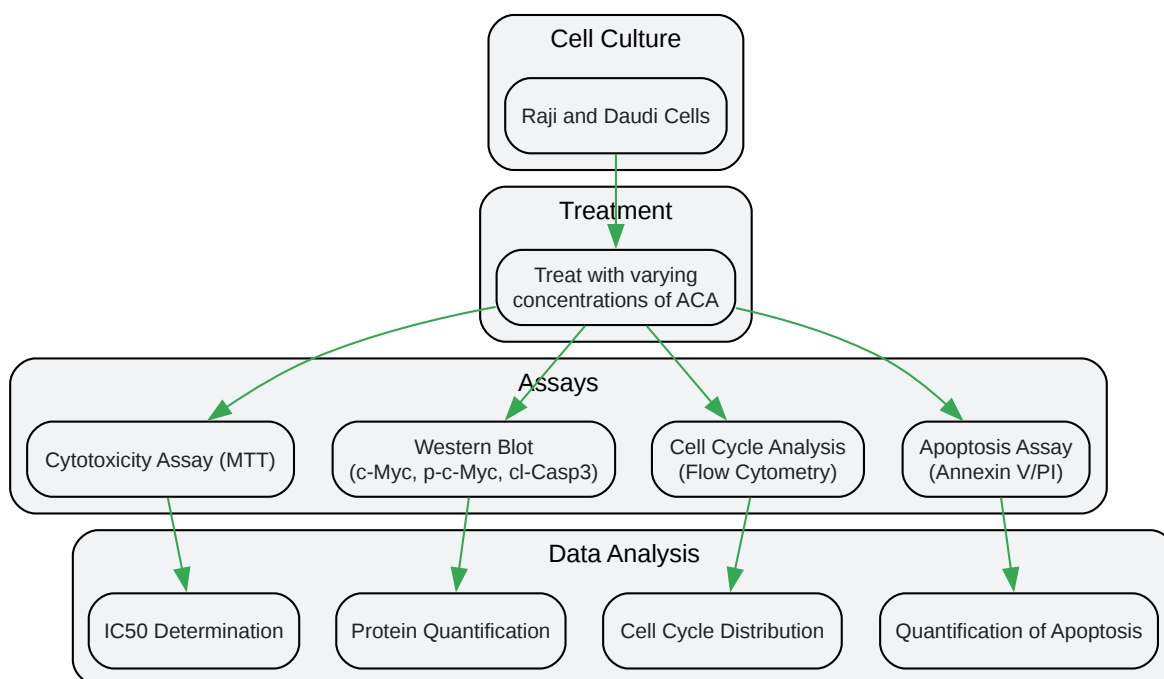 Cell Culture
Raji and Daudi Cells
Treatment
Treat with varying
concentrations of ACA
Assays
Cytotoxicity Assay (MTT)
Western Blot
(c-Myc, p-c-Myc, cl-Casp3)
Cell Cycle Analysis
(Flow Cytometry)
Apoptosis Assay
(Annexin V/PI)
Data Analysis
IC50 Determination
Protein Quantification
Cell Cycle Distribution
Quantification of Apoptosis